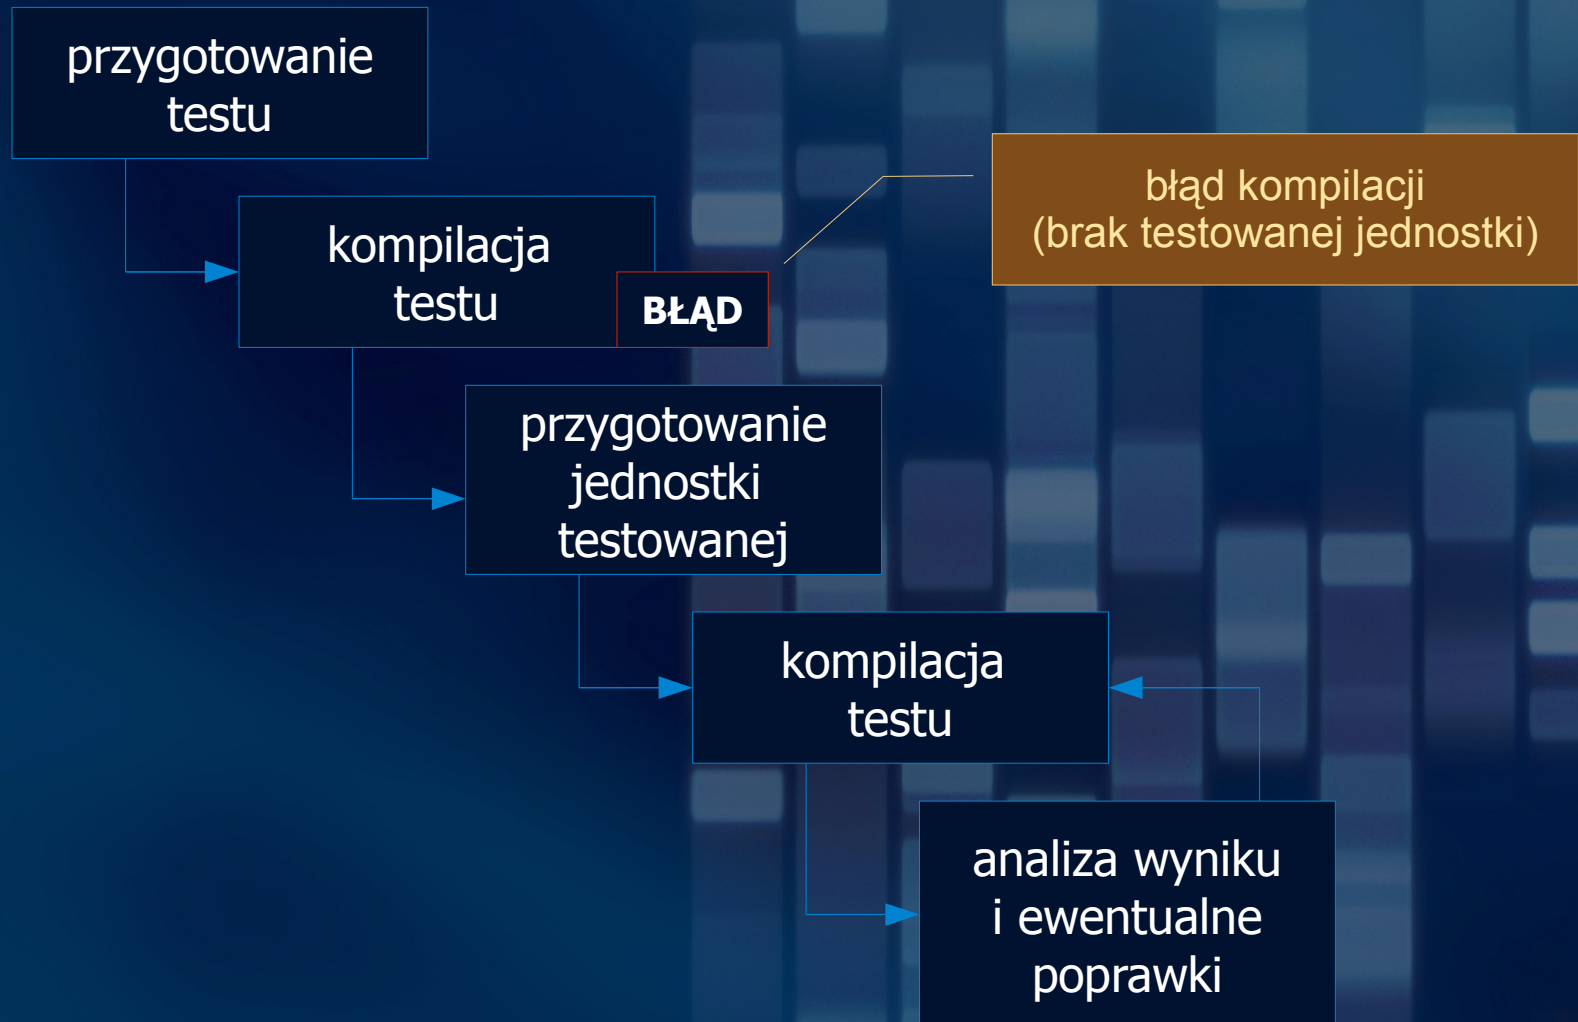 przygotowanie
testu
błąd kompilacji
(brak testowanej jednostki)
kompilacja
testu
BŁĄD
przygotowanie
jednostki
testowanej
kompilacja
testu
analiza wyniku
i ewentualne
poprawki